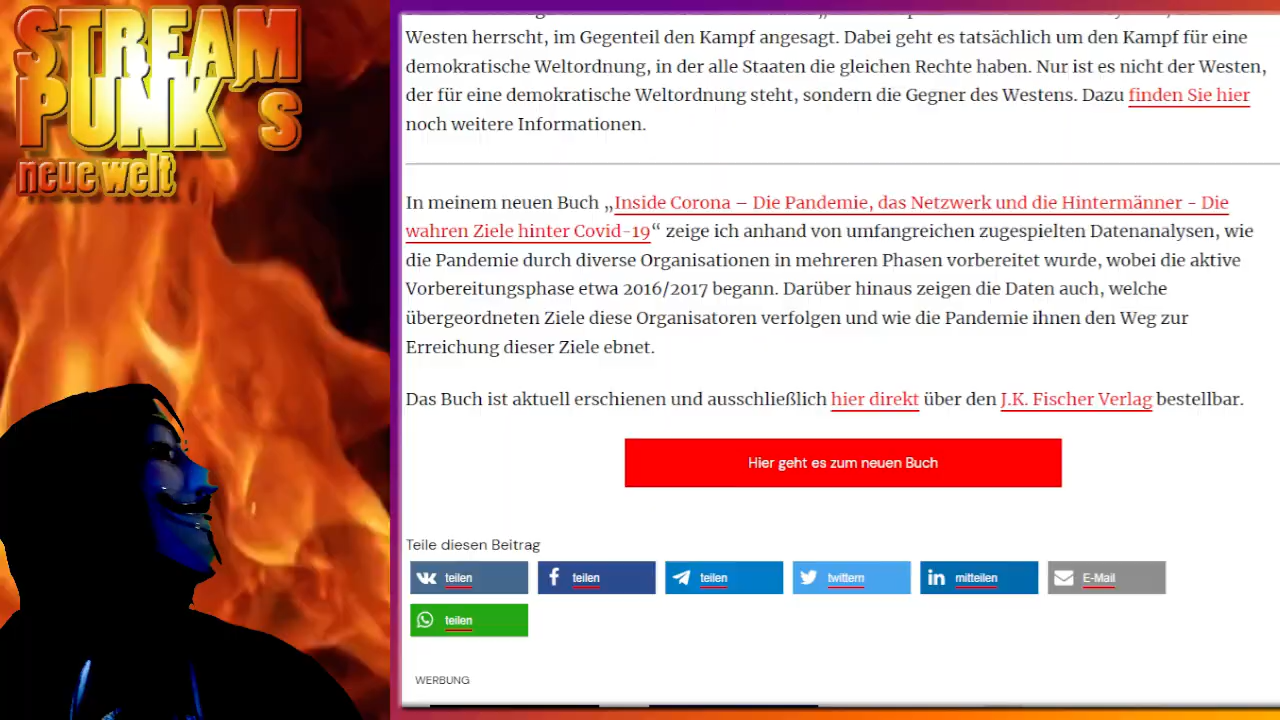 STREAM
PUNK´s
neue welt
Westen herrscht, im Gegenteil den Kampf angesagt. Dabei geht es tatsächlich um den Kampf für eine
demokratische Weltordnung, in der alle Staaten die gleichen Rechte haben. Nur ist es nicht der Westen,
der für eine demokratische Weltordnung steht, sondern die Gegner des Westens. Dazu finden Sie hier
noch weitere Informationen.
In meinem neuen Buch „Inside Corona – Die Pandemie, das Netzwerk und die Hintermänner - Die
wahren Ziele hinter Covid-19“ zeige ich anhand von umfangreichen zugespielten Datenanalysen, wie
die Pandemie durch diverse Organisationen in mehreren Phasen vorbereitet wurde, wobei die aktive
Vorbereitungsphase etwa 2016/2017 begann. Darüber hinaus zeigen die Daten auch, welche
übergeordneten Ziele diese Organisatoren verfolgen und wie die Pandemie ihnen den Weg zur
Erreichung dieser Ziele ebnet.
Das Buch ist aktuell erschienen und ausschließlich hier direkt über den J.K. Fischer Verlag bestellbar.
Hier geht es zum neuen Buch
Teile diesen Beitrag
teilen teilen teilen twittern mitteilen E-Mail
teilen
WERBUNG